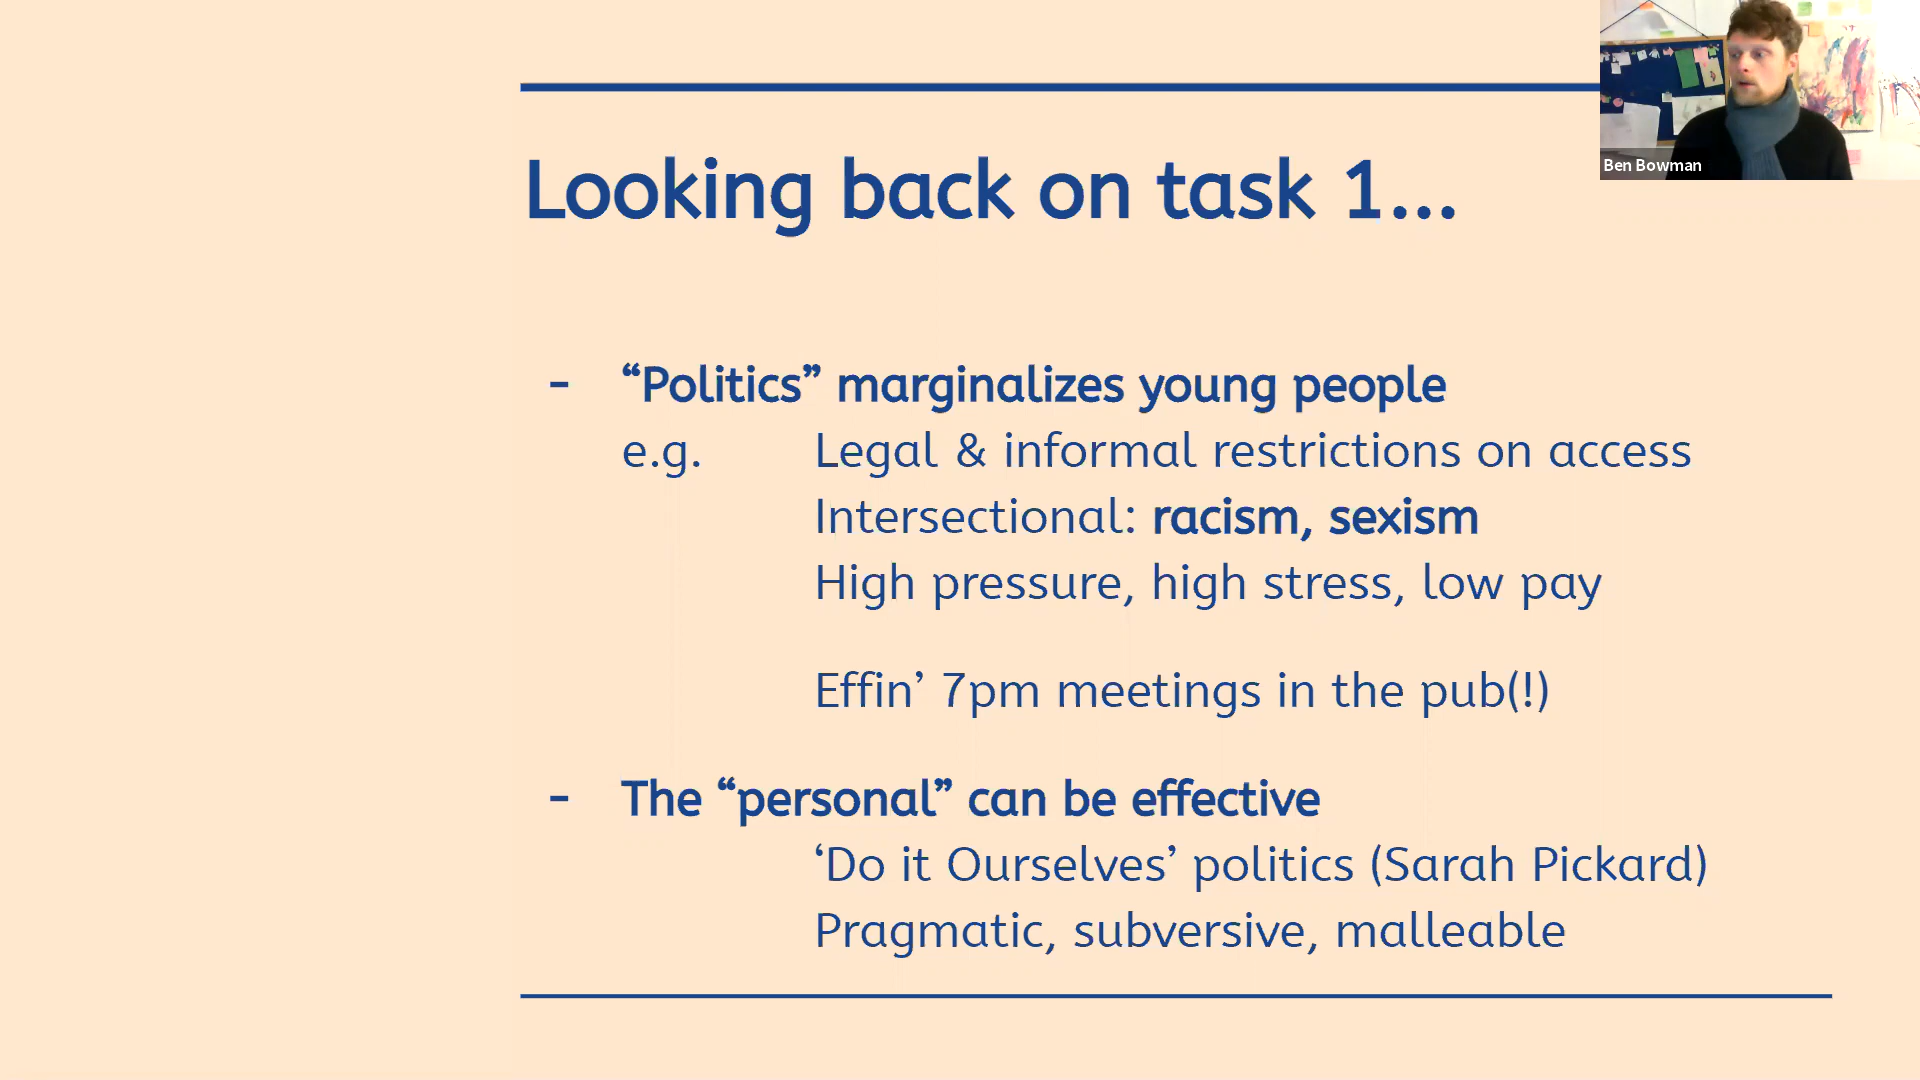 Looking back on task 1...
- “Politics” marginalizes young people
e.g. Legal & informal restrictions on access
Intersectional: racism, sexism
High pressure, high stress, low pay
Effin’ 7pm meetings in the pub(!)
- The “personal” can be effective
‘Do it Ourselves’ politics (Sarah Pickard)
Pragmatic, subversive, malleable
Ben Bowman